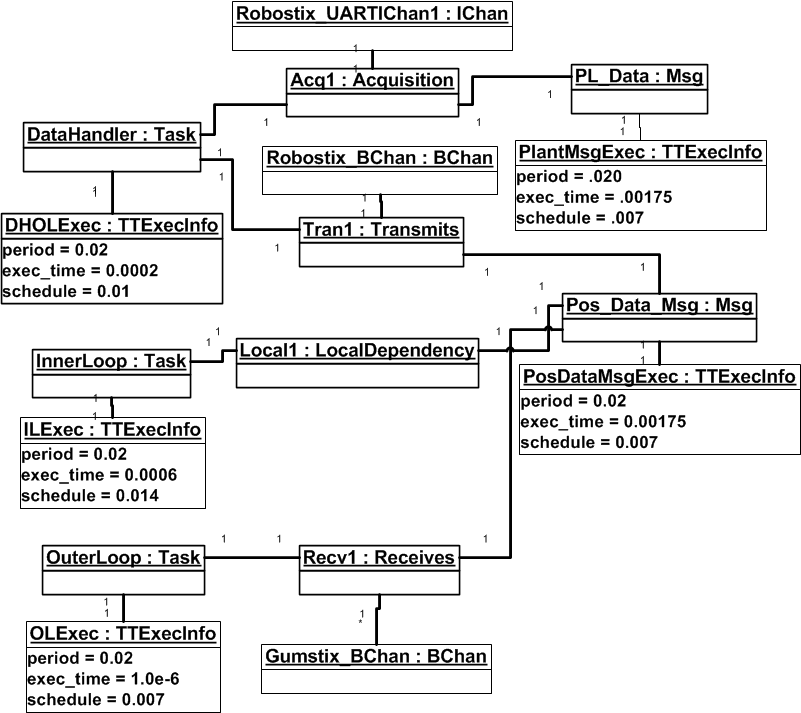 Robostix_UARTIChan1 : IChan
1
1
Acq1 : Acquisition
PL_Data : Msg
1
1
1
1
1
DataHandler : Task
PlantMsgExec : TTExecInfo
period = .020
exec_time = .00175
schedule = .007
1
1
Robostix_BChan : BChan
1
1
1
1
DHOLExec : TTExecInfo
period = 0.02
exec_time = 0.0002
schedule = 0.01
Tran1 : Transmits
1
1
1
1
Pos_Data_Msg : Msg
1
1
1
1
InnerLoop : Task
Local1 : LocalDependency
1
1
PosDataMsgExec : TTExecInfo
period = 0.02
exec_time = 0.00175
schedule = 0.007
1
1
ILExec : TTExecInfo
period = 0.02
exec_time = 0.0006
schedule = 0.014
1
1
1
OuterLoop : Task
Recv1 : Receives
1
1
1
*
OLExec : TTExecInfo
period = 0.02
exec_time = 1.0e-6
schedule = 0.007
Gumstix_BChan : BChan